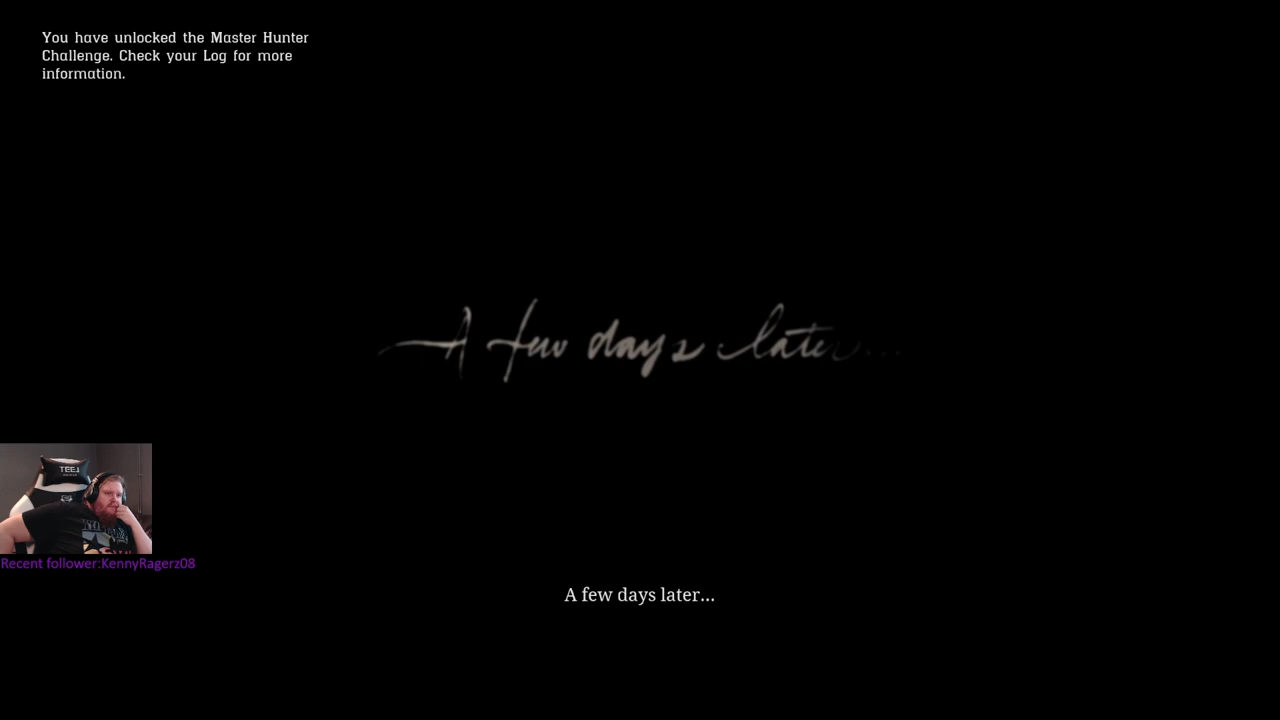 You have unlocked the Master Hunter
Challenge. Check your Log for more
information.
A few days later...
TEEJ
Recent follower:KennyRagerz08
A few days later...